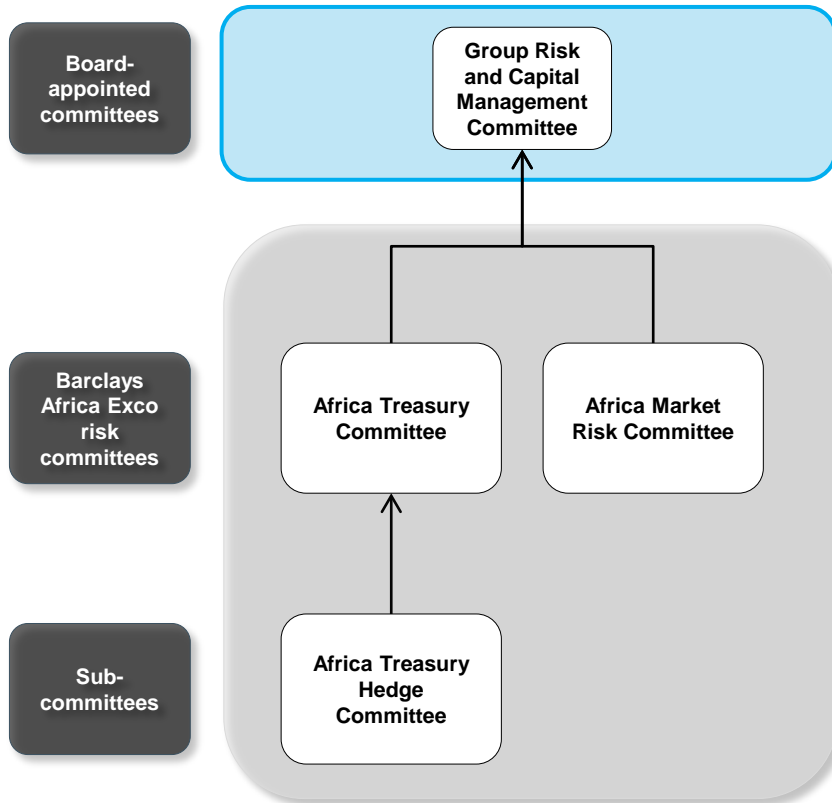 Board-
appointed
committees
Group Risk
and Capital
Management
Committee
Barclays
Africa Exco
risk
committees
Africa Treasury
Committee
Africa Market
Risk Committee
Sub-
committees
Africa Treasury
Hedge
Committee